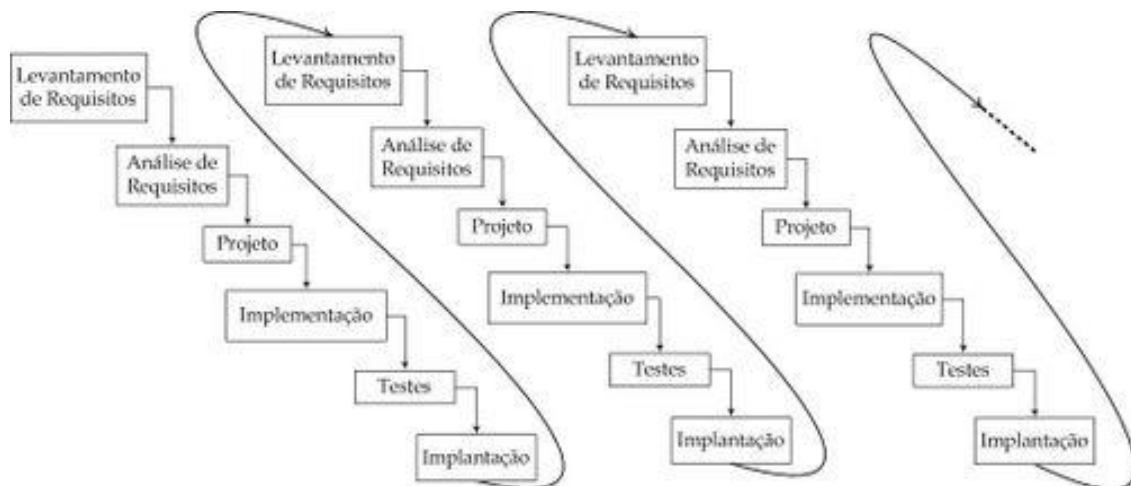 Levantamento
de Requisitos
Análise de
Requisitos
Projeto
Implementação
Testes
Implantação
Levantamento
de Requisitos
Análise de
Requisitos
Projeto
Implementação
Testes
Implantação
Levantamento
de Requisitos
Análise de
Requisitos
Projeto
Implementação
Testes
Implantação